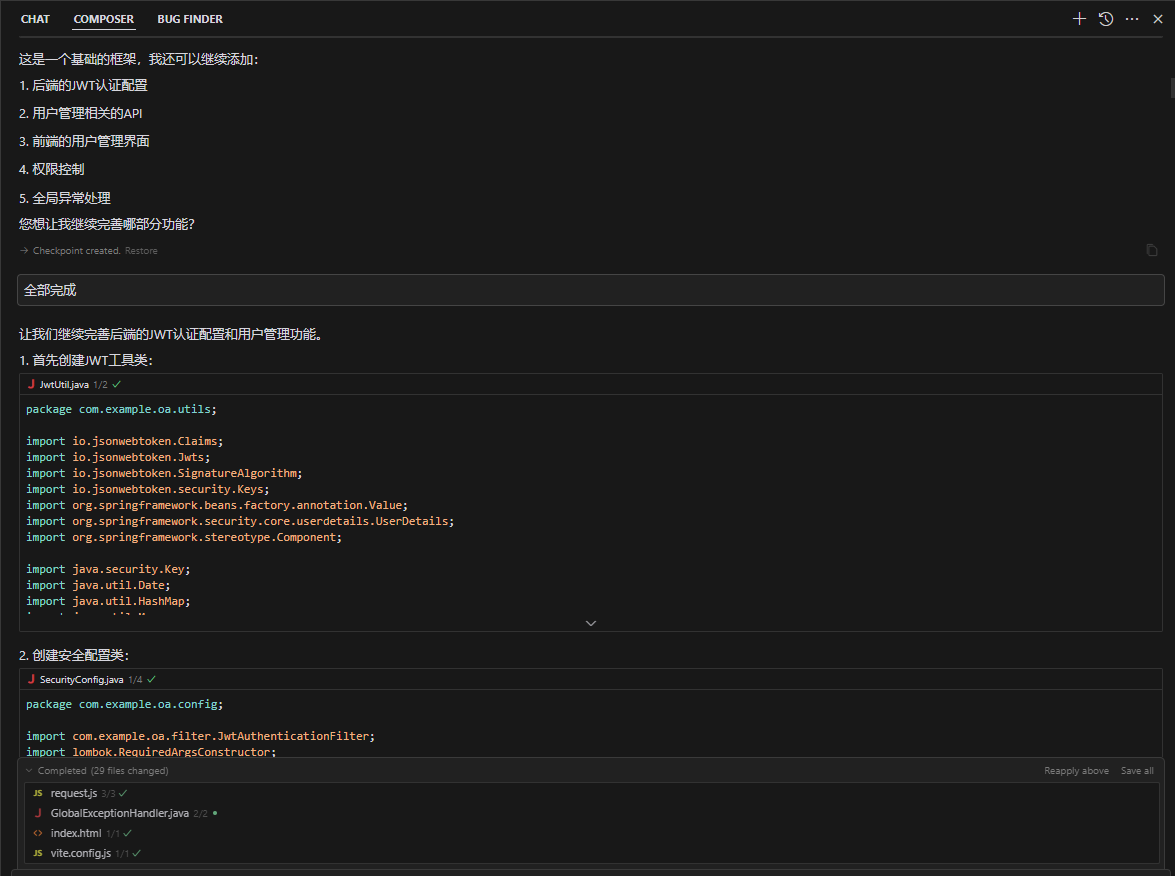 CHAT COMPOSER BUG FINDER
这是一个基础的框架，我还可以继续添加：
1. 后端的JWT认证配置
2. 用户管理相关的API
3. 前端的用户管理界面
4. 权限控制
5. 全局异常处理
您想让我继续完善哪部分功能？
Checkpoint created. Restore
全部完成
让我们继续完善后端的JWT认证配置和用户管理功能。
1. 首先创建JWT工具类：
J JwtUtil.java 1/2
package com.example.oa.utils;
import io.jsonwebtoken.Claims;
import io.jsonwebtoken.Jwts;
import io.jsonwebtoken.SignatureAlgorithm;
import io.jsonwebtoken.security.Keys;
import org.springframework.beans.factory.annotation.Value;
import org.springframework.security.core.userdetails.UserDetails;
import org.springframework.stereotype.Component;
import java.security.Key;
import java.util.Date;
import java.util.HashMap;
2. 创建安全配置类：
J SecurityConfig.java 1/4
package com.example.oa.config;
import com.example.oa.filter.JwtAuthenticationFilter;
import lombok.RequiredArgsConstructor;
Completed (29 files changed) Reapply above Save all
JS request.js 3/3
J GlobalExceptionHandler.java 2/2
<> index.html 1/1
JS vite.config.js 1/1